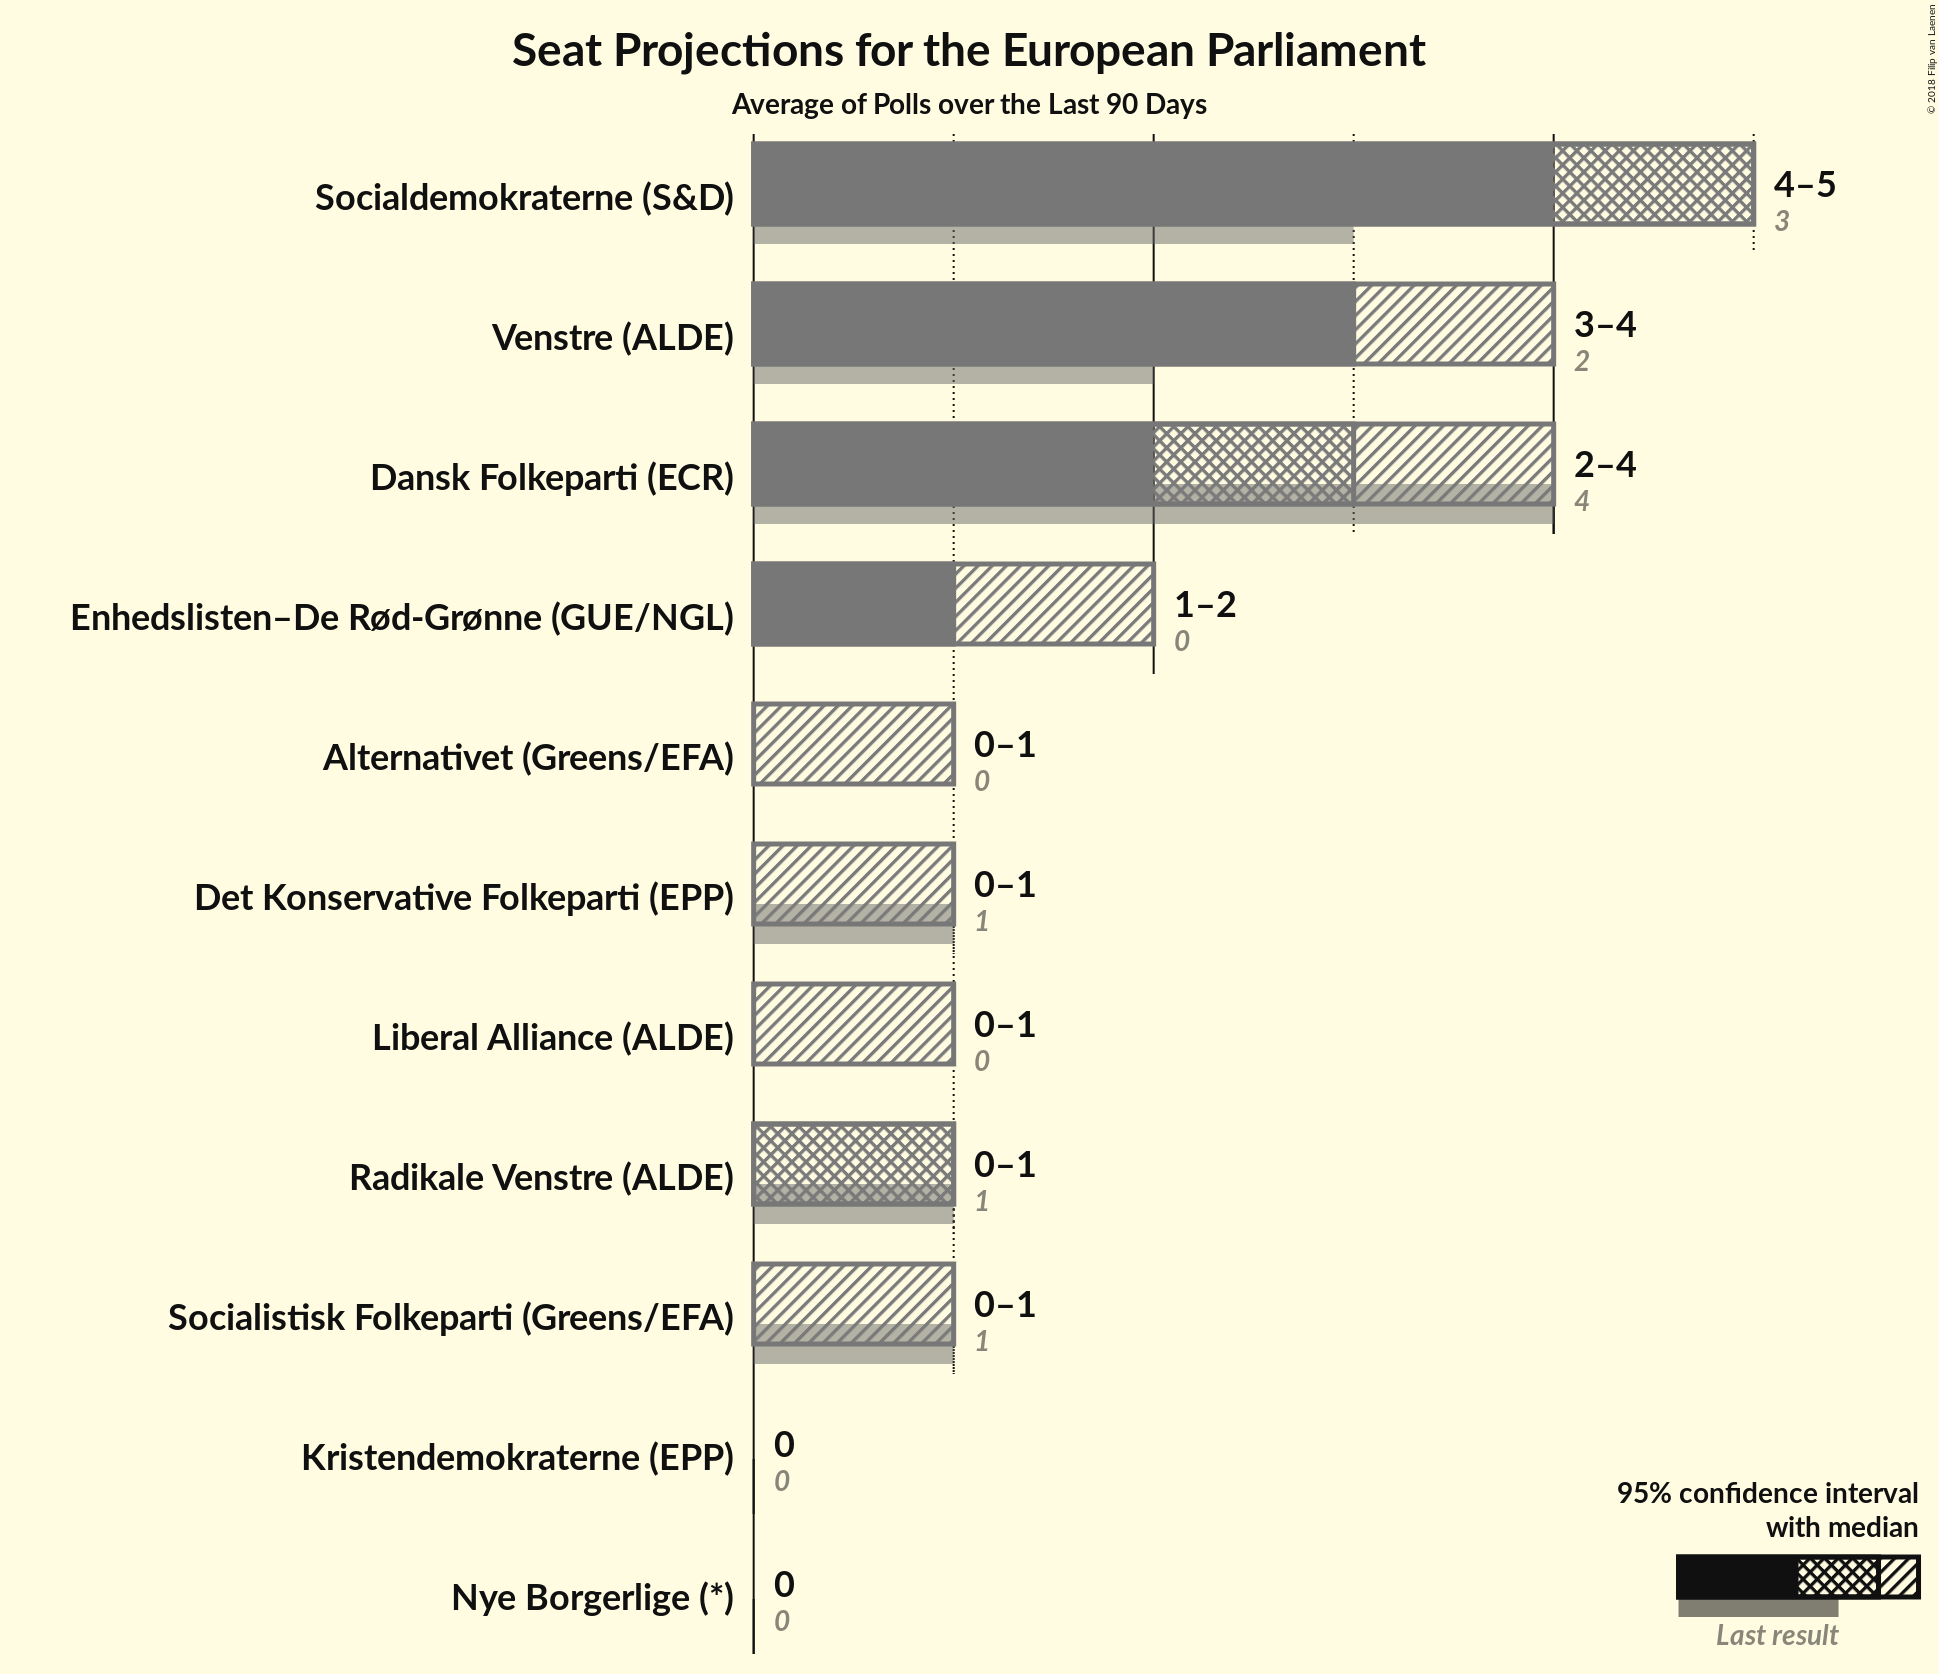 Seat Projections for the European Parliament
Average of Polls over the Last 90 Days
© 2018 Filip van Laenen
Socialdemokraterne (S&D)
4–5
3
Venstre (ALDE)
3–4
2
Dansk Folkeparti (ECR)
2–4
4
Enhedslisten–De Rød-Grønne (GUE/NGL)
1–2
0
Alternativet (Greens/EFA)
0–1
0
Det Konservative Folkeparti (EPP)
0–1
1
Liberal Alliance (ALDE)
0–1
0
Radikale Venstre (ALDE)
0–1
1
Socialistisk Folkeparti (Greens/EFA)
0–1
1
Kristendemokraterne (EPP)
0
0
Nye Borgerlige (*)
0
0
95% confidence interval
with median
Last result